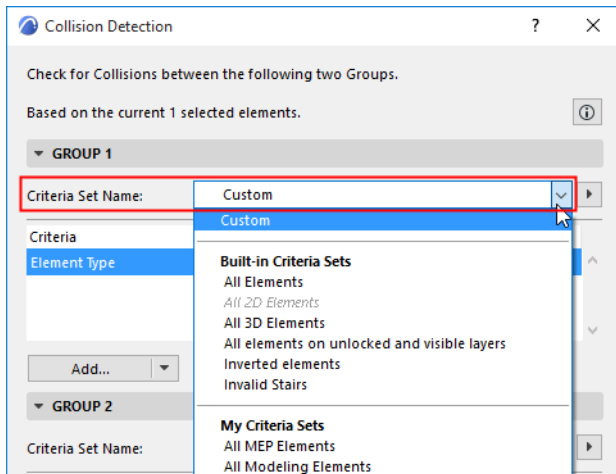 Collision Detection ?
Check for Collisions between the following two Groups.
Based on the current 1 selected elements.
GROUP 1
Criteria Set Name: Custom
Custom
Criteria
Element Type
Built-in Criteria Sets
All Elements
All 2D Elements
All 3D Elements
All elements on unlocked and visible layers
Inverted elements
Invalid Stairs
Add...
GROUP 2
My Criteria Sets
Criteria Set Name:
All MEP Elements
All Modeling Elements